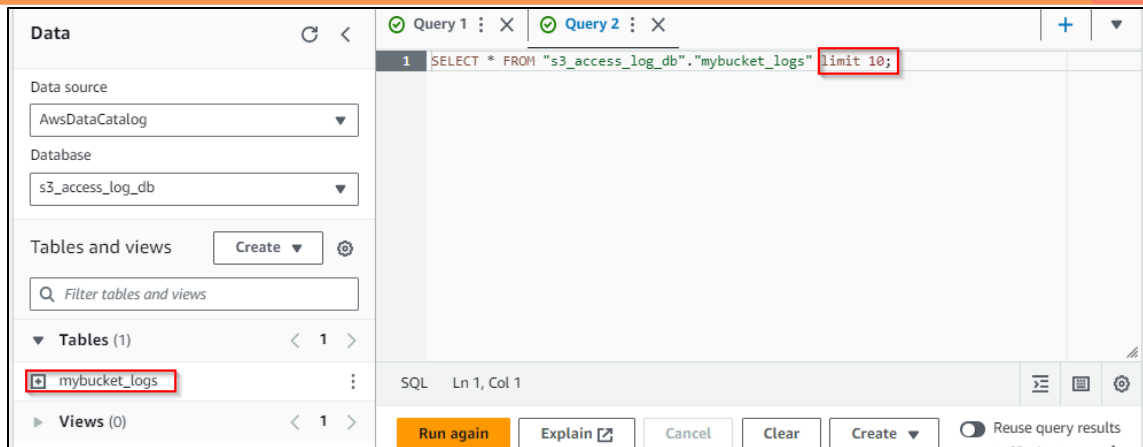 Data
Data source
AwsDataCatalog
Database
s3_access_log_db
Tables and views
Create
Filter tables and views
Tables (1)
1
mybucket_logs
Views (0)
1
Query 1
Query 2
1 SELECT * FROM "s3_access_log_db"."mybucket_logs" limit 10;
SQL Ln 1, Col 1
Run again
Explain
Cancel
Clear
Create
Reuse query results